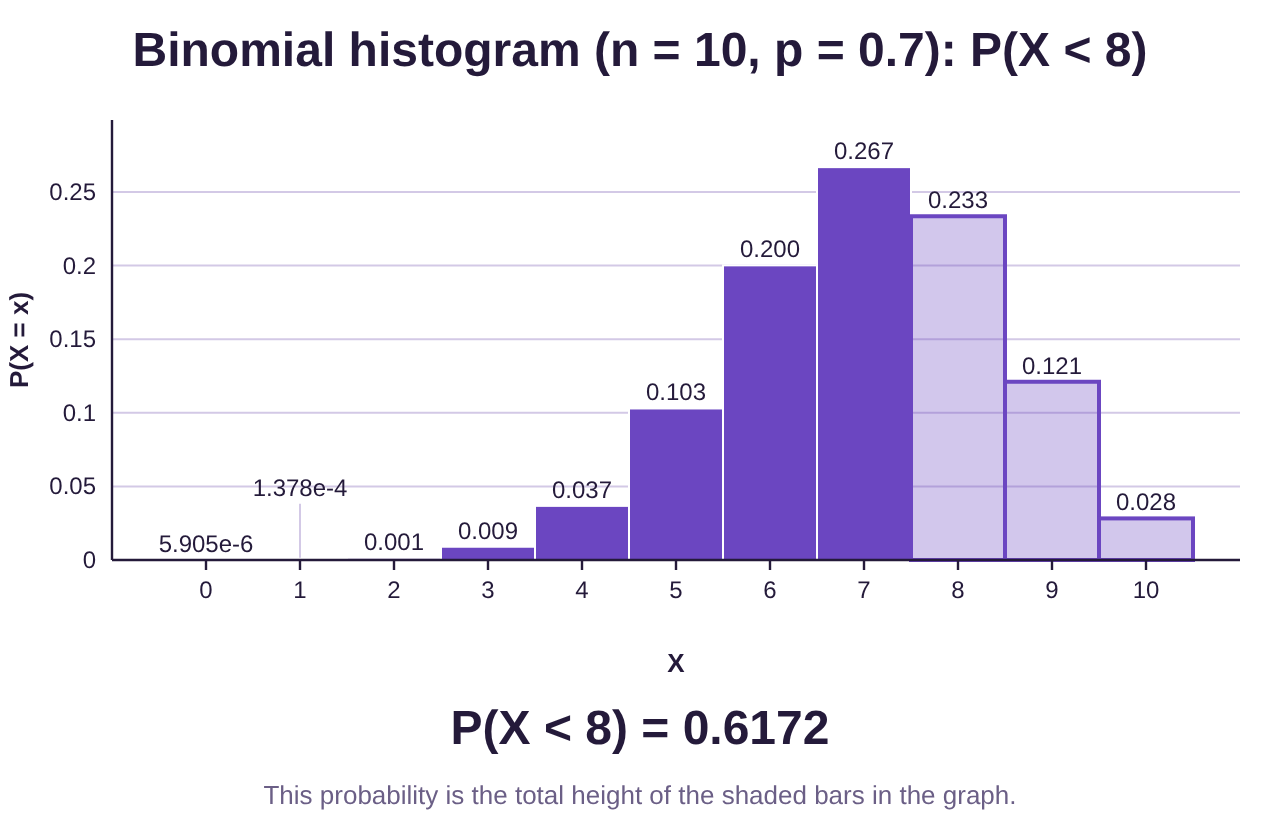 Binomial histogram (n = 10, p = 0.7): P(X < 8)
P(X = x)
0.25
0.2
0.15
0.1
0.05
0
5.905e-6
1.378e-4
0.001
0.009
0.037
0.103
0.200
0.267
0.233
0.121
0.028
0 1 2 3 4 5 6 7 8 9 10
X
P(X < 8) = 0.6172
This probability is the total height of the shaded bars in the graph.